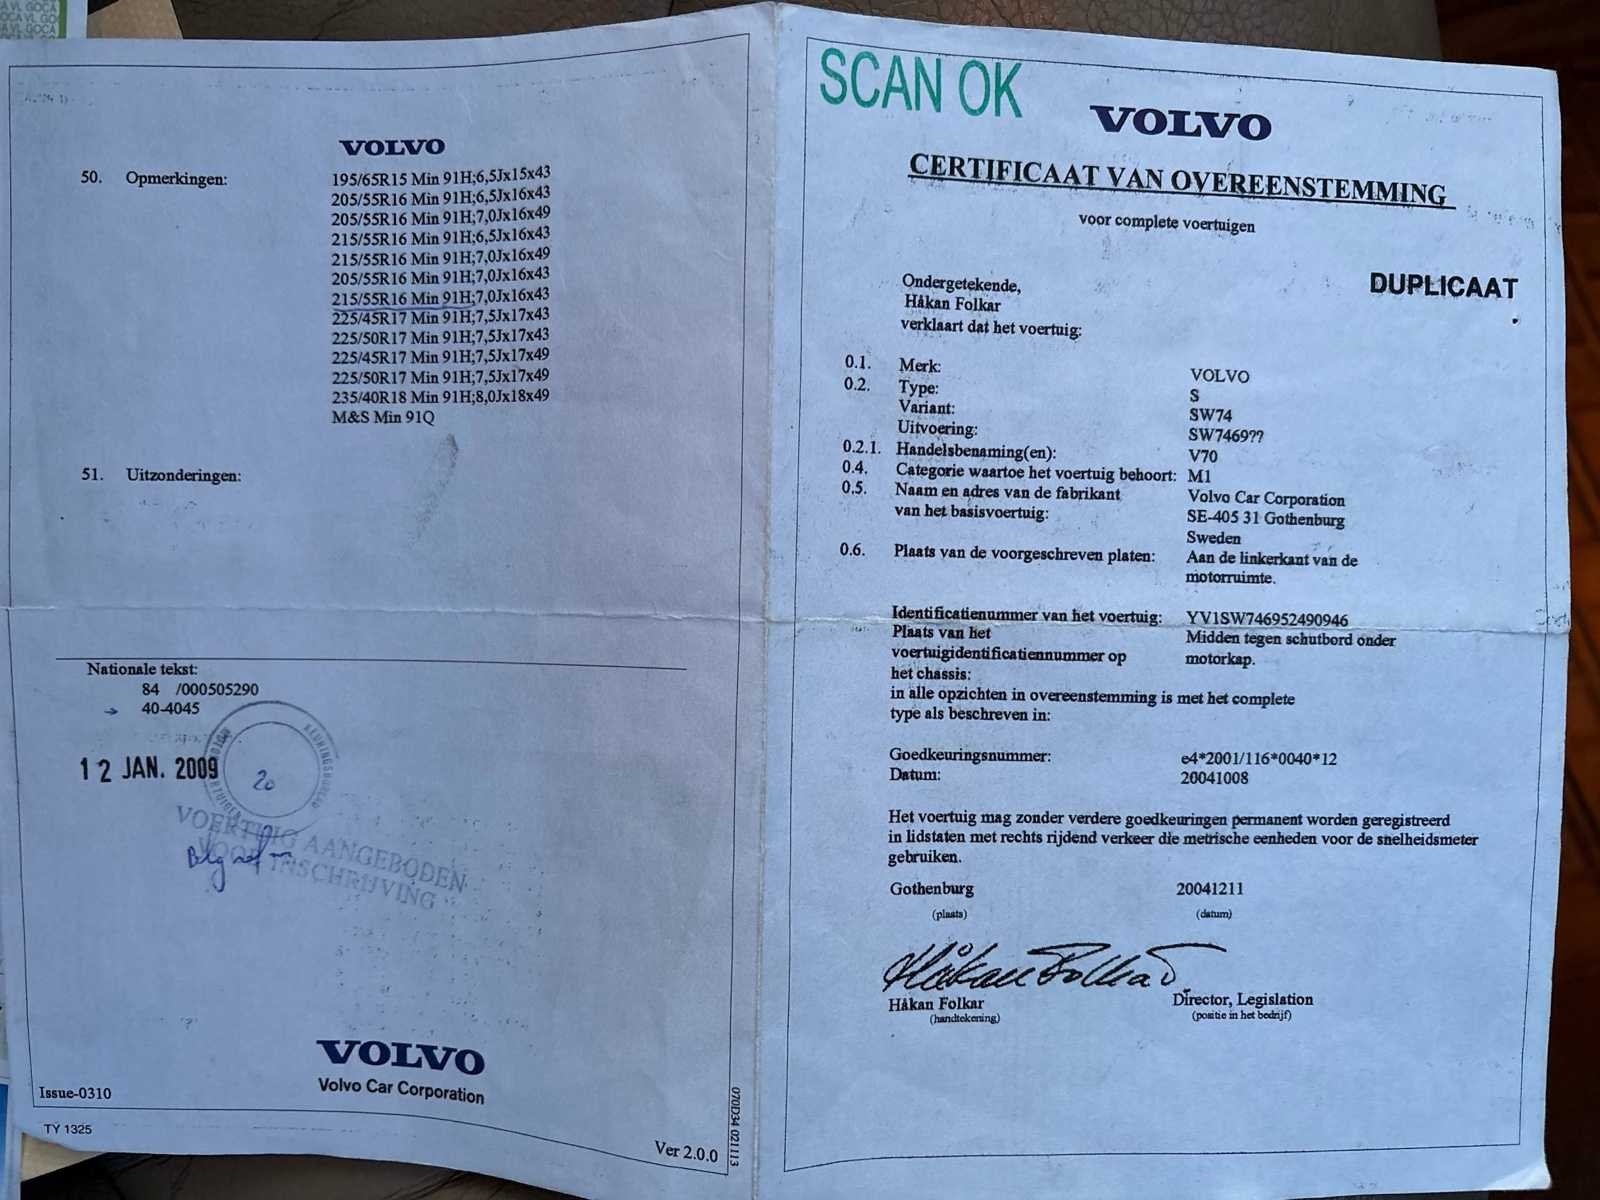 VOLVO
50. Opmerkingen:
195/65R15 Min 91H;6,5Jx15x43
205/55R16 Min 91H;6,5Jx16x43
205/55R16 Min 91H;7,0Jx16x49
215/55R16 Min 91H;6,5Jx16x43
215/55R16 Min 91H;7,0Jx16x49
205/55R16 Min 91H;7,0Jx16x43
215/55R16 Min 91H;7,0Jx16x43
225/45R17 Min 91H;7,5Jx17x43
225/50R17 Min 91H;7,5Jx17x43
225/45R17 Min 91H;7,5Jx17x49
225/50R17 Min 91H;7,5Jx17x49
235/40R18 Min 91H;8,0Jx18x49
M&S Min 91Q
51. Uitzonderingen:
Nationale tekst:
84 /000505290
40-4045
12 JAN. 2009
20
VOERTUIG AANGEBODEN
VOOR INSCHRIJVING
VOLVO
Volvo Car Corporation
Issue-0310
TY 1325
Ver 2.0.0
070D34 021113
SCAN OK
VOLVO
CERTIFICAAT VAN OVEREENSTEMMING
voor complete voertuigen
DUPLICAAT
Ondergetekende,
Håkan Folkar
verklaart dat het voertuig:
0.1. Merk: VOLVO
0.2. Type: S
Variant: SW74
Uitvoering: SW7469??
0.2.1. Handelsbenaming(en): V70
0.4. Categorie waartoe het voertuig behoort: M1
0.5. Naam en adres van de fabrikant Volvo Car Corporation
van het basisvoertuig: SE-405 31 Gothenburg
Sweden
0.6. Plaats van de voorgeschreven platen: Aan de linkerkant van de
motorruimte.
Identificatienummer van het voertuig: YV1SW746952490946
Plaats van het Midden tegen schutbord onder
voertuigidentificatiennummer op motorkap.
het chassis:
in alle opzichten in overeenstemming is met het complete
type als beschreven in:
Goedkeuringsnummer: e4*2001/116*0040*12
Datum: 20041008
Het voertuig mag zonder verdere goedkeuringen permanent worden geregistreerd
in lidstaten met rechts rijdend verkeer die metrische eenheden voor de snelheidsmeter
gebruiken.
Gothenburg 20041211
(plaats) (datum)
Håkan Folkar
Håkan Folkar Director, Legislation
(handtekening) (positie in het bedrijf)